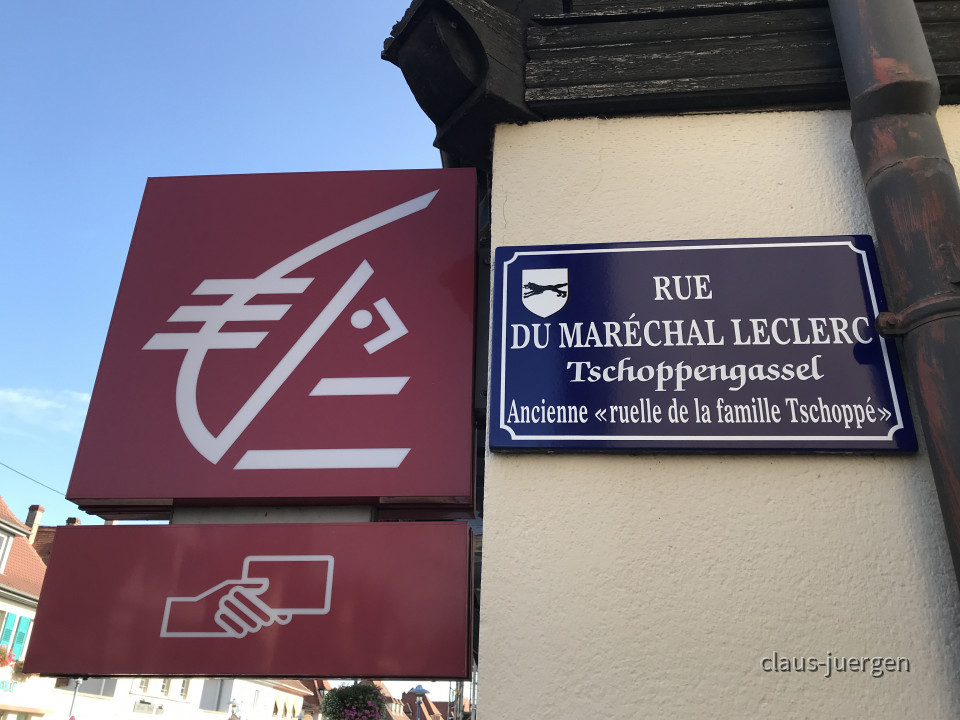 RUE
DU MARÉCHAL LECLERC
Tschoppengassel
Ancienne «ruelle de la famille Tschoppé»
claus-juergen